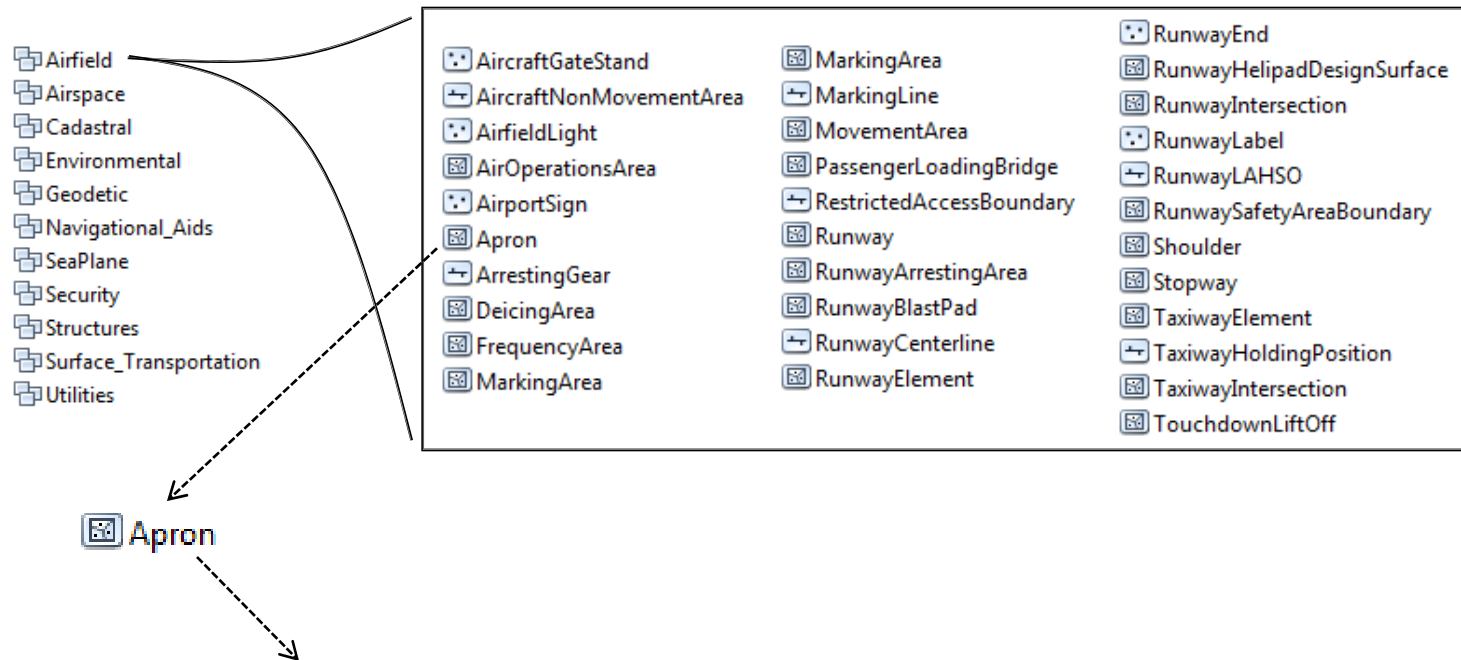 Airfield
Airspace
Cadastral
Environmental
Geodetic
Navigational_Aids
SeaPlane
Security
Structures
Surface_Transportation
Utilities
AircraftGateStand
AircraftNonMovementArea
AirfieldLight
AirOperationsArea
AirportSign
Apron
ArrestingGear
DeicingArea
FrequencyArea
MarkingArea
MarkingArea
MarkingLine
MovementArea
PassengerLoadingBridge
RestrictedAccessBoundary
Runway
RunwayArrestingArea
RunwayBlastPad
RunwayCenterline
RunwayElement
RunwayEnd
RunwayHelipadDesignSurface
RunwayIntersection
RunwayLabel
RunwayLAHSO
RunwaySafetyAreaBoundary
Shoulder
Stopway
TaxiwayElement
TaxiwayHoldingPosition
TaxiwayIntersection
TouchdownLiftOff
Apron